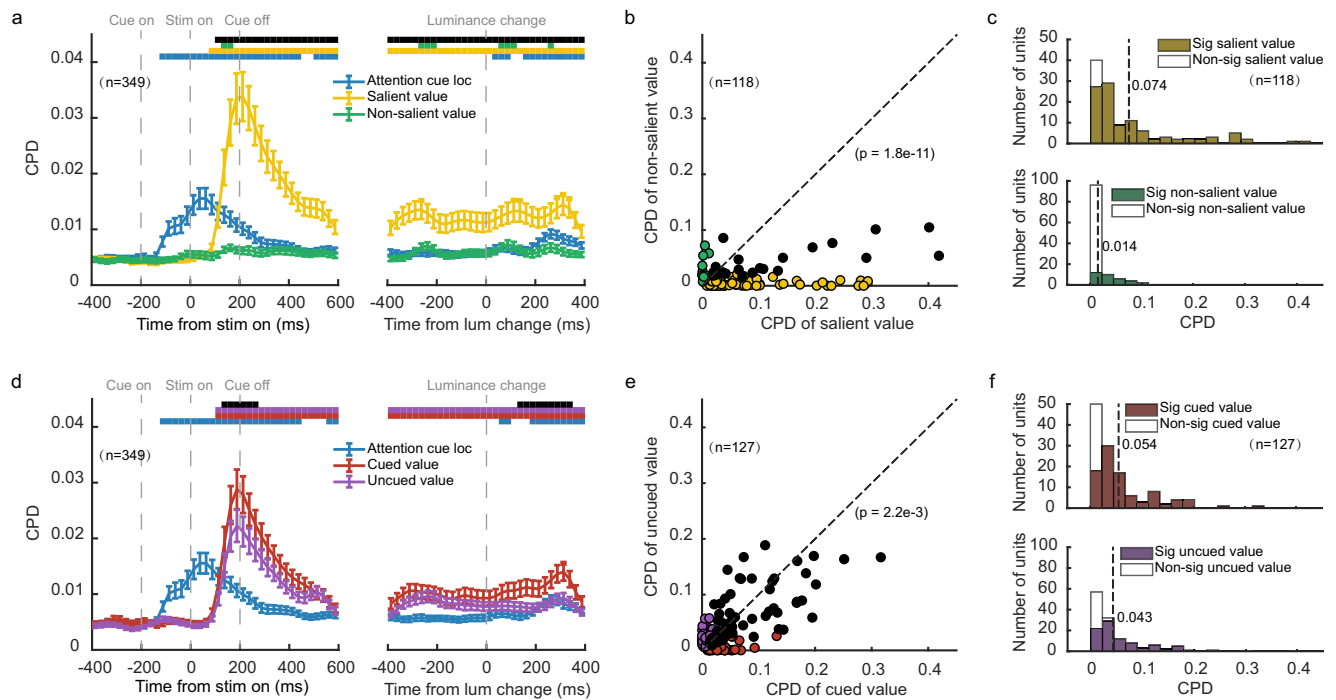 a
Cue on
Stim on
Cue off
Luminance change
0.04
0.03
0.02
0.01
0
CPD
(n=349)
Attention cue loc
Salient value
Non-salient value
-400
-200
0
200
400
600
Time from stim on (ms)
-400
-200
0
200
400
Time from lum change (ms)
b
0.4
0.3
0.2
0.1
0
CPD of non-salient value
(n=118)
(p = 1.8e-11)
0
0.1
0.2
0.3
0.4
CPD of salient value
c
50
40
30
20
10
0
Number of units
Sig salient value
Non-sig salient value
(n=118)
0.074
100
80
60
40
20
0
Number of units
Sig non-salient value
Non-sig non-salient value
0.014
0
0.1
0.2
0.3
0.4
CPD
d
Cue on
Stim on
Cue off
Luminance change
0.04
0.03
0.02
0.01
0
CPD
(n=349)
Attention cue loc
Cued value
Uncued value
-400
-200
0
200
400
600
Time from stim on (ms)
-400
-200
0
200
400
Time from lum change (ms)
e
0.4
0.3
0.2
0.1
0
CPD of uncued value
(n=127)
(p = 2.2e-3)
0
0.1
0.2
0.3
0.4
CPD of cued value
f
50
40
30
20
10
0
Number of units
Sig cued value
Non-sig cued value
(n=127)
0.054
100
80
60
40
20
0
Number of units
Sig uncued value
Non-sig uncued value
0.043
0
0.1
0.2
0.3
0.4
CPD